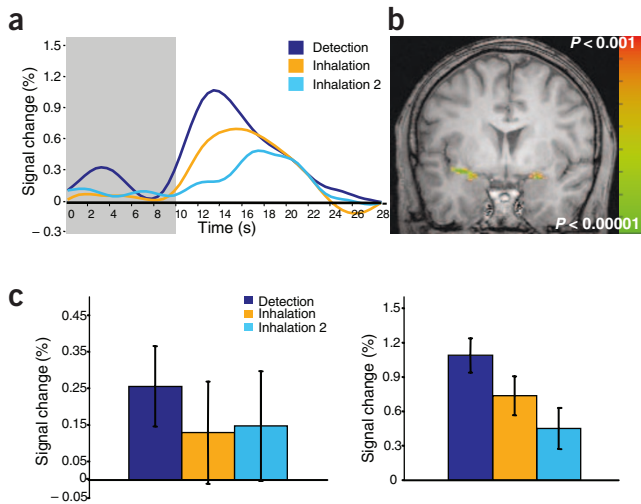 a
Signal change (%)
1.5
1.2
0.9
0.6
0.3
0
– 0.3
0 2 4 6 8 10 12 14 16 18 20 22 24 26 28
Time (s)
Detection
Inhalation
Inhalation 2
b
P < 0.001
P < 0.00001
c
Signal change (%)
0.45
0.35
0.25
0.15
0.05
0
– 0.05
Detection
Inhalation
Inhalation 2
Signal change (%)
1.5
1.2
0.9
0.6
0.3
0